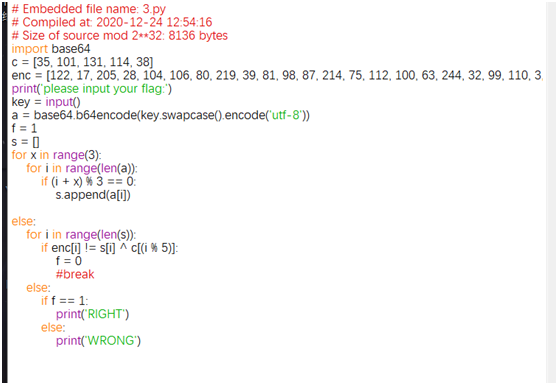 # Embedded file name: 3.py
# Compiled at: 2020-12-24 12:54:16
# Size of source mod 2**32: 8136 bytes
import base64
c = [35, 101, 131, 114, 38]
enc = [122, 17, 205, 28, 104, 106, 80, 219, 39, 81, 98, 87, 214, 75, 112, 100, 63, 244, 32, 99, 110, 3
print('please input your flag:')
key = input()
a = base64.b64encode(key.swapcase().encode('utf-8'))
f = 1
s = []
for x in range(3):
    for i in range(len(a)):
        if (i + x) % 3 == 0:
            s.append(a[i])

else:
    for i in range(len(s)):
        if enc[i] != s[i] ^ c[(i % 5)]:
            f = 0
            #break
    else:
        if f == 1:
            print('RIGHT')
        else:
            print('WRONG')